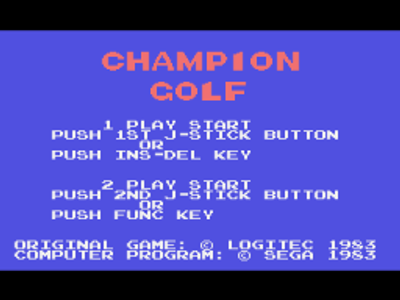 CHAMPION
GOLF
1 PLAY START
PUSH 1ST J-STICK BUTTON
OR
PUSH INS-DEL KEY
2 PLAY START
PUSH 2ND J-STICK BUTTON
OR
PUSH FUNC KEY
ORIGINAL GAME: © LOGITEC 1983
COMPUTER PROGRAM: © SEGA 1983